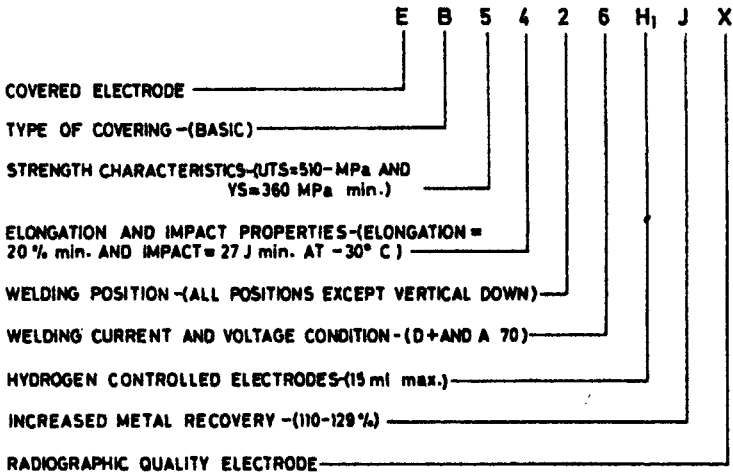 E B 5 4 2 6 H₁ J X
COVERED ELECTRODE
TYPE OF COVERING -(BASIC)
STRENGTH CHARACTERISTICS-(UTS=510-MPa AND
YS=360 MPa min.)
ELONGATION AND IMPACT PROPERTIES-(ELONGATION =
20 % min. AND IMPACT= 27 J min. AT -30° C )
WELDING POSITION -(ALL POSITIONS EXCEPT VERTICAL DOWN)
WELDING CURRENT AND VOLTAGE CONDITION - (D+AND A 70)
HYDROGEN CONTROLLED ELECTRODES-(15 ml max.)
INCREASED METAL RECOVERY -(110-129%)
RADIOGRAPHIC QUALITY ELECTRODE